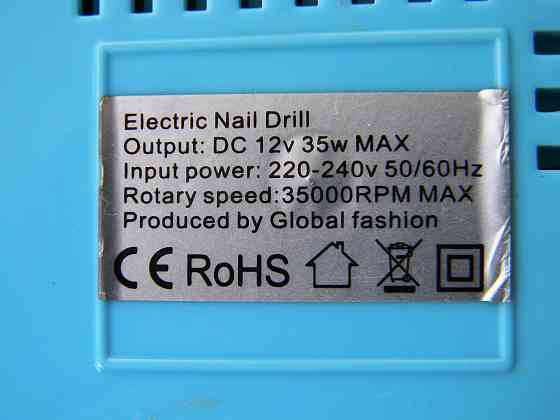 Electric Nail Drill
Output: DC 12v 35w MAX
Input power: 220-240v 50/60Hz
Rotary speed:35000RPM MAX
Produced by Global fashion
CE RoHS